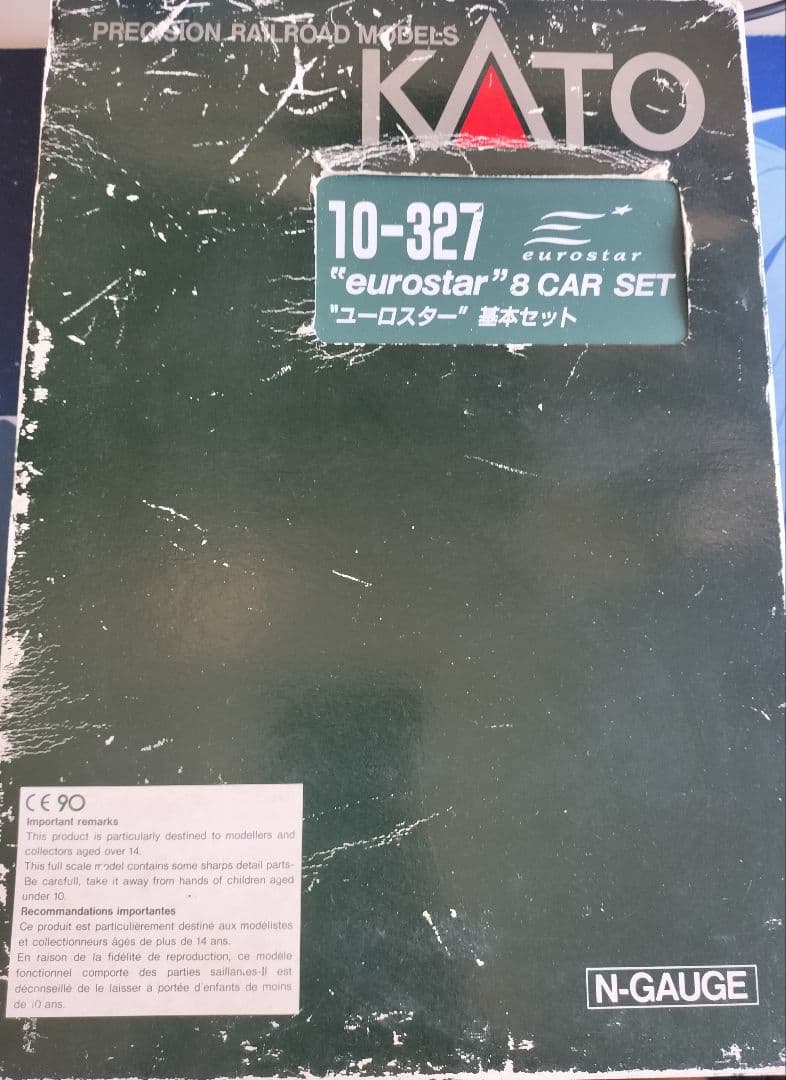 PRECISION RAILROAD MODELS
KATO
10-327
eurostar
“eurostar” 8 CAR SET
"ユーロスター" 基本セット
CE 90
Important remarks
This product is particularly destined to modellers and
collectors aged over 14.
This full scale model contains some sharps detail parts-
Be carefull, take it away from hands of children aged
under 10.
Recommandations importantes
Ce produit est particulièrement destiné aux modélistes
et collectionneurs âgés de plus de 14 ans.
En raison de la fidélité de reproduction, ce modèle
fonctionnel comporte des parties saillantes-Il est
déconseillé de le laisser à portée d'enfants de moins
de 10 ans.
N-GAUGE